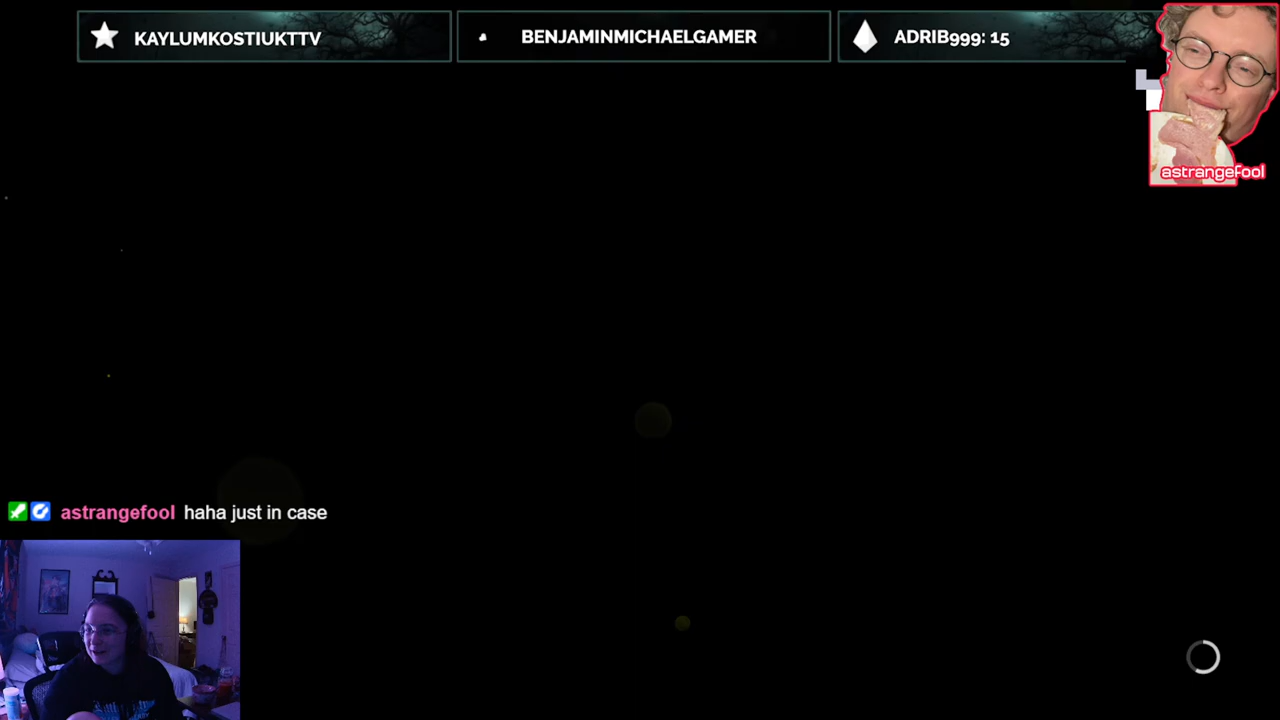 KAYLUMKOSTIUKTTV
BENJAMINMICHAELGAMER
ADRIB999: 15
astrangefool
astrangefool haha just in case